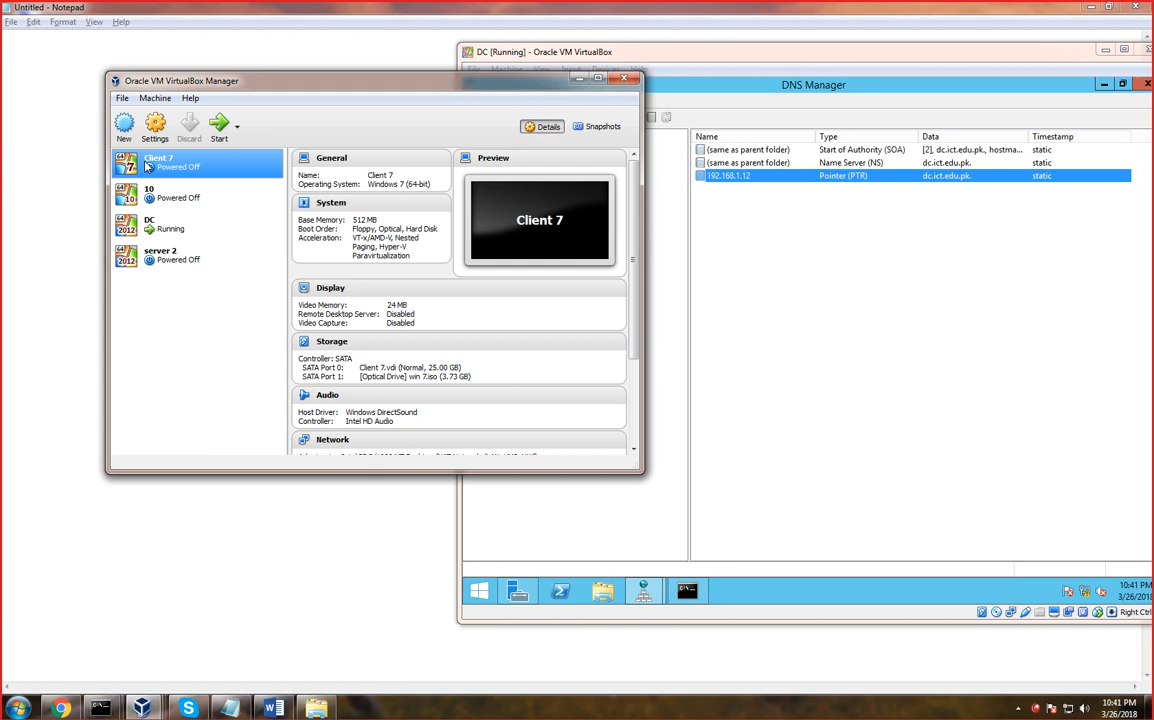 Untitled - Notepad
File Edit Format View Help
DC [Running] - Oracle VM VirtualBox
Oracle VM VirtualBox Manager
File Machine Help
New Settings Discard Start
Details Snapshots
64 7 Client 7
Powered Off
64 10 10
Powered Off
64 2012 DC
Running
64 2012 server 2
Powered Off
General
Name: Client 7
Operating System: Windows 7 (64-bit)
System
Base Memory: 512 MB
Boot Order: Floppy, Optical, Hard Disk
Acceleration: VT-x/AMD-V, Nested
Paging, Hyper-V
Paravirtualization
Preview
Client 7
Display
Video Memory: 24 MB
Remote Desktop Server: Disabled
Video Capture: Disabled
Storage
Controller: SATA
SATA Port 0: Client 7.vdi (Normal, 25.00 GB)
SATA Port 1: [Optical Drive] win 7.iso (3.73 GB)
Audio
Host Driver: Windows DirectSound
Controller: Intel HD Audio
Network
DNS Manager
Name Type Data Timestamp
(same as parent folder) Start of Authority (SOA) [2], dc.ict.edu.pk., hostma... static
(same as parent folder) Name Server (NS) dc.ict.edu.pk. static
192.168.1.12 Pointer (PTR) dc.ict.edu.pk. static
10:41 PM
3/26/2018
Right Ctrl
10:41 PM
3/26/2018